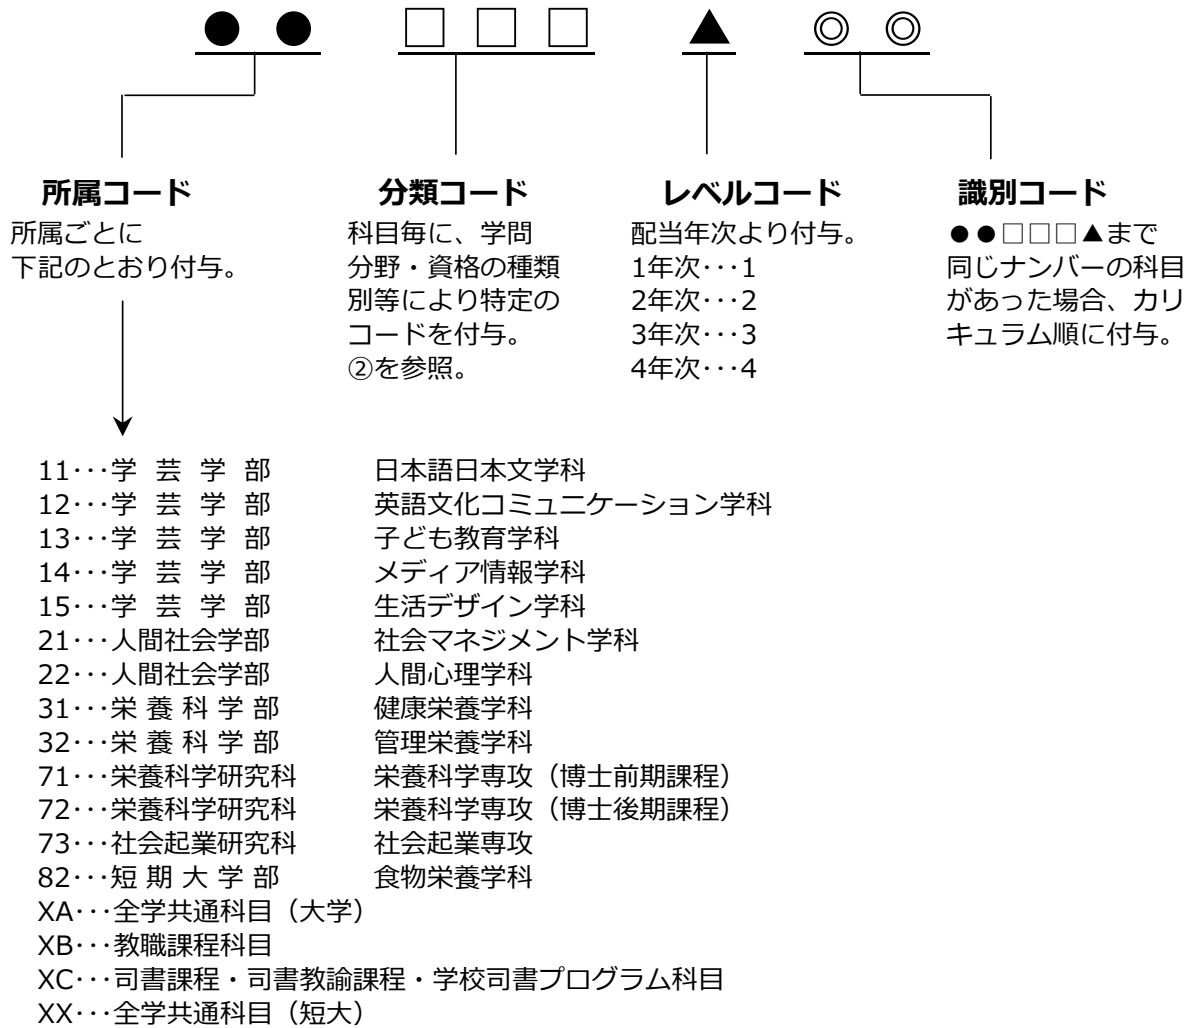 ●● □□□ ▲ ◎◎
所属コード
所属ごとに
下記のとおり付与。
分類コード
科目毎に、学問
分野・資格の種類
別等により特定の
コードを付与。
②を参照。
レベルコード
配当年次より付与。
1年次･･･1
2年次･･･2
3年次･･･3
4年次･･･4
識別コード
●●□□□▲まで
同じナンバーの科目
があった場合、カリ
キュラム順に付与。
11･･･学 芸 学 部 日本語日本文学科
12･･･学 芸 学 部 英語文化コミュニケーション学科
13･･･学 芸 学 部 子ども教育学科
14･･･学 芸 学 部 メディア情報学科
15･･･学 芸 学 部 生活デザイン学科
21･･･人間社会学部 社会マネジメント学科
22･･･人間社会学部 人間心理学科
31･･･栄 養 科 学 部 健康栄養学科
32･･･栄 養 科 学 部 管理栄養学科
71･･･栄養科学研究科 栄養科学専攻（博士前期課程）
72･･･栄養科学研究科 栄養科学専攻（博士後期課程）
73･･･社会起業研究科 社会起業専攻
82･･･短 期 大 学 部 食物栄養学科
XA･･･全学共通科目（大学）
XB･･･教職課程科目
XC･･･司書課程・司書教諭課程・学校司書プログラム科目
XX･･･全学共通科目（短大）